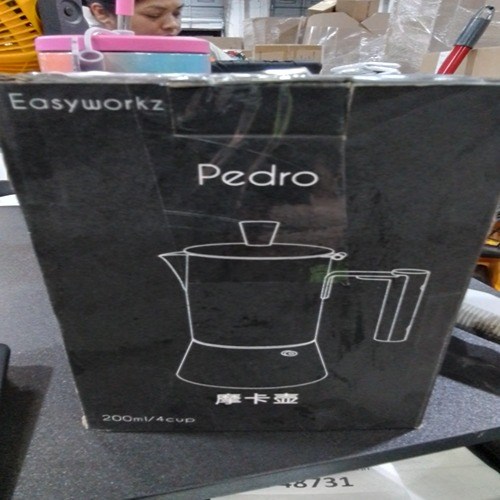 Easyworkz
Pedro
摩卡壶
200ml/4cup
48731